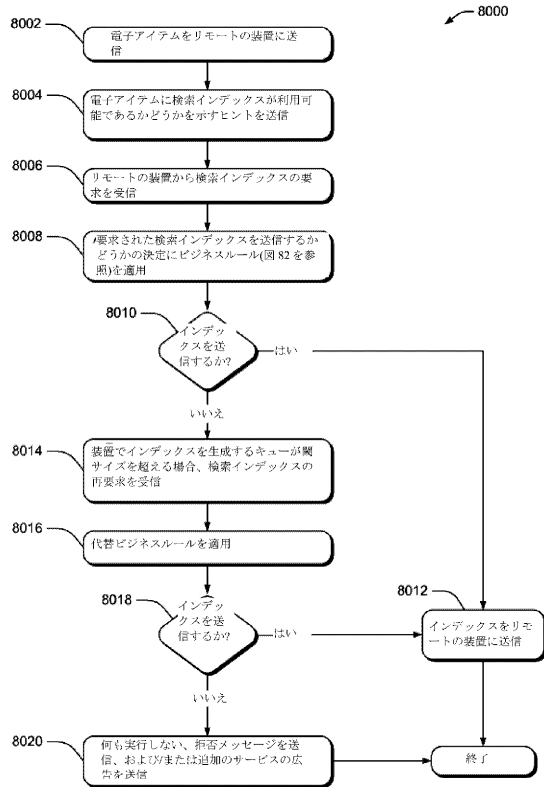 8000
8002
電子アイテムをリモートの装置に送
信
8004
電子アイテムに検索インデックスが利用可
能であるかどうかを示すヒントを送信
8006
リモートの装置から検索インデックスの要
求を受信
8008
要求された検索インデックスを送信するか
どうかの決定にビジネスルール(図 82 を参
照)を適用
8010
インデッ
クスを送
信するか?
はい
いいえ
8014
装置でインデックスを生成するキューが閾
サイズを超える場合、検索インデックスの
再要求を受信
8016
代替ビジネスルールを適用
8018
インデッ
クスを送
信するか?
はい
8012
インデックスをリモ
ートの装置に送信
いいえ
8020
何も実行しない、拒否メッセージを送
信、および/または追加のサービスの広
告を送信
終了